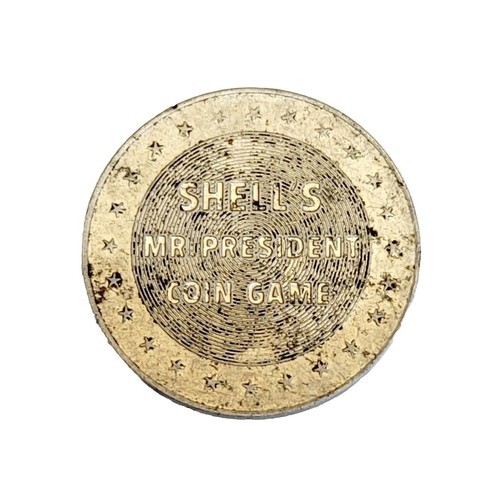 SHELL'S
MR. PRESIDENT
COIN GAME